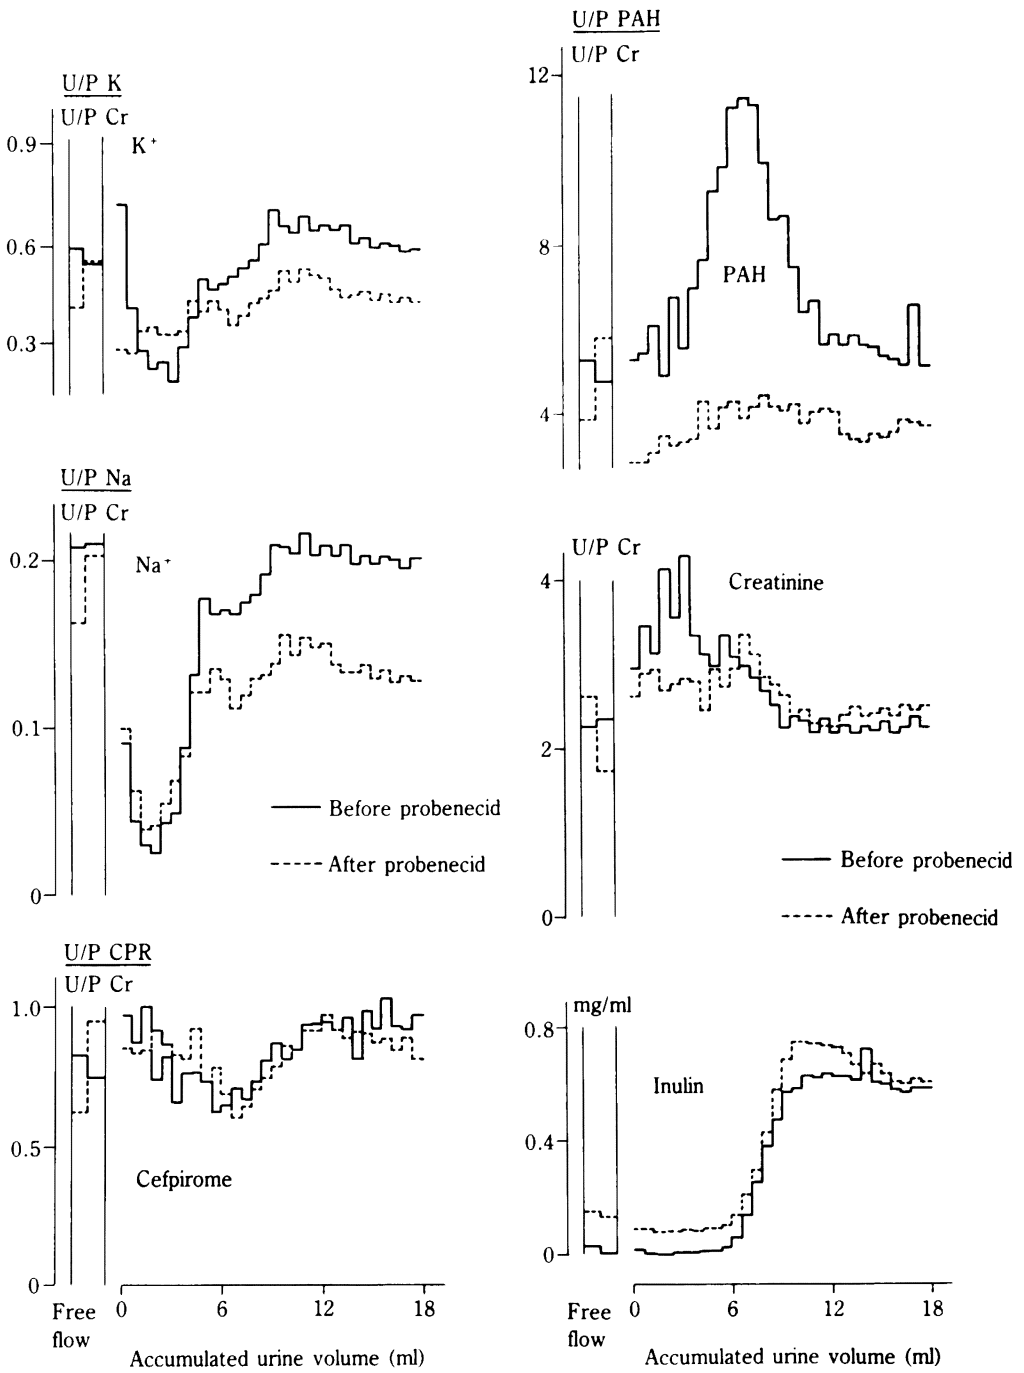 U/P K
U/P Cr
K⁺
0.9
0.6
0.3
U/P Na
U/P Cr
Na⁺
0.2
0.1
0
Before probenecid
After probenecid
U/P CPR
U/P Cr
1.0
0.5
0
Cefpirome
Free
flow
0 6 12 18
Accumulated urine volume (ml)
U/P PAH
U/P Cr
12
8
4
PAH
U/P Cr
4
2
0
Creatinine
Before probenecid
After probenecid
mg/ml
0.8
0.4
0
Inulin
Free
flow
0 6 12 18
Accumulated urine volume (ml)